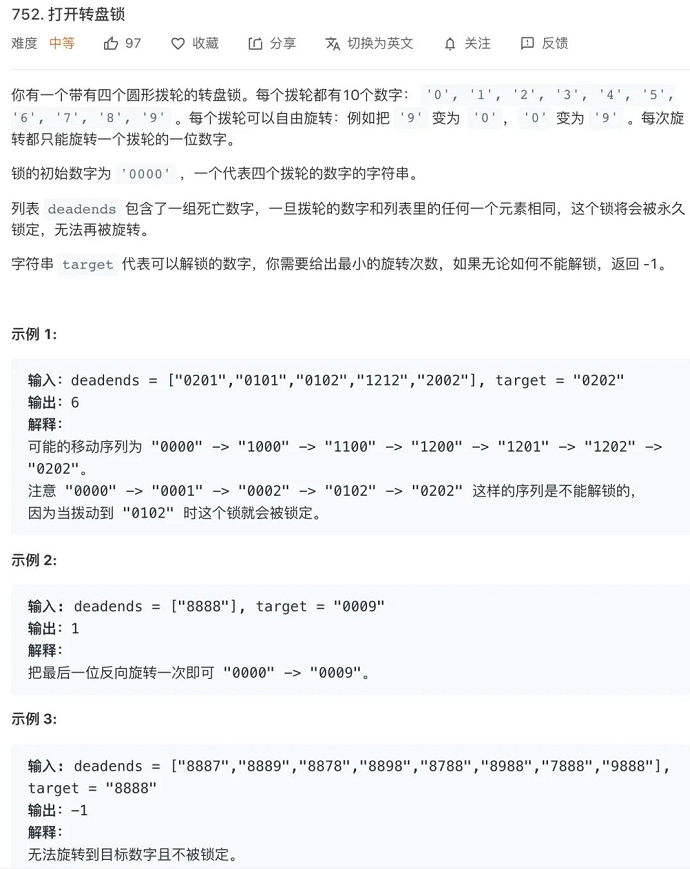 752. 打开转盘锁
难度 中等 97 收藏 分享 切换为英文 关注 反馈
你有一个带有四个圆形拨轮的转盘锁。每个拨轮都有10个数字： '0', '1', '2', '3', '4', '5',
'6', '7', '8', '9' 。每个拨轮可以自由旋转：例如把 '9' 变为 '0'， '0' 变为 '9' 。每次旋
转都只能旋转一个拨轮的一位数字。
锁的初始数字为 '0000' ，一个代表四个拨轮的数字的字符串。
列表 deadends 包含了一组死亡数字，一旦拨轮的数字和列表里的任何一个元素相同，这个锁将会被永久
锁定，无法再被旋转。
字符串 target 代表可以解锁的数字，你需要给出最小的旋转次数，如果无论如何不能解锁，返回 -1。
示例 1:
输入：deadends = ["0201","0101","0102","1212","2002"], target = "0202"
输出：6
解释：
可能的移动序列为 "0000" -> "1000" -> "1100" -> "1200" -> "1201" -> "1202" ->
"0202"。
注意 "0000" -> "0001" -> "0002" -> "0102" -> "0202" 这样的序列是不能解锁的，
因为当拨动到 "0102" 时这个锁就会被锁定。
示例 2:
输入: deadends = ["8888"], target = "0009"
输出：1
解释：
把最后一位反向旋转一次即可 "0000" -> "0009"。
示例 3:
输入: deadends = ["8887","8889","8878","8898","8788","8988","7888","9888"],
target = "8888"
输出：-1
解释：
无法旋转到目标数字且不被锁定。